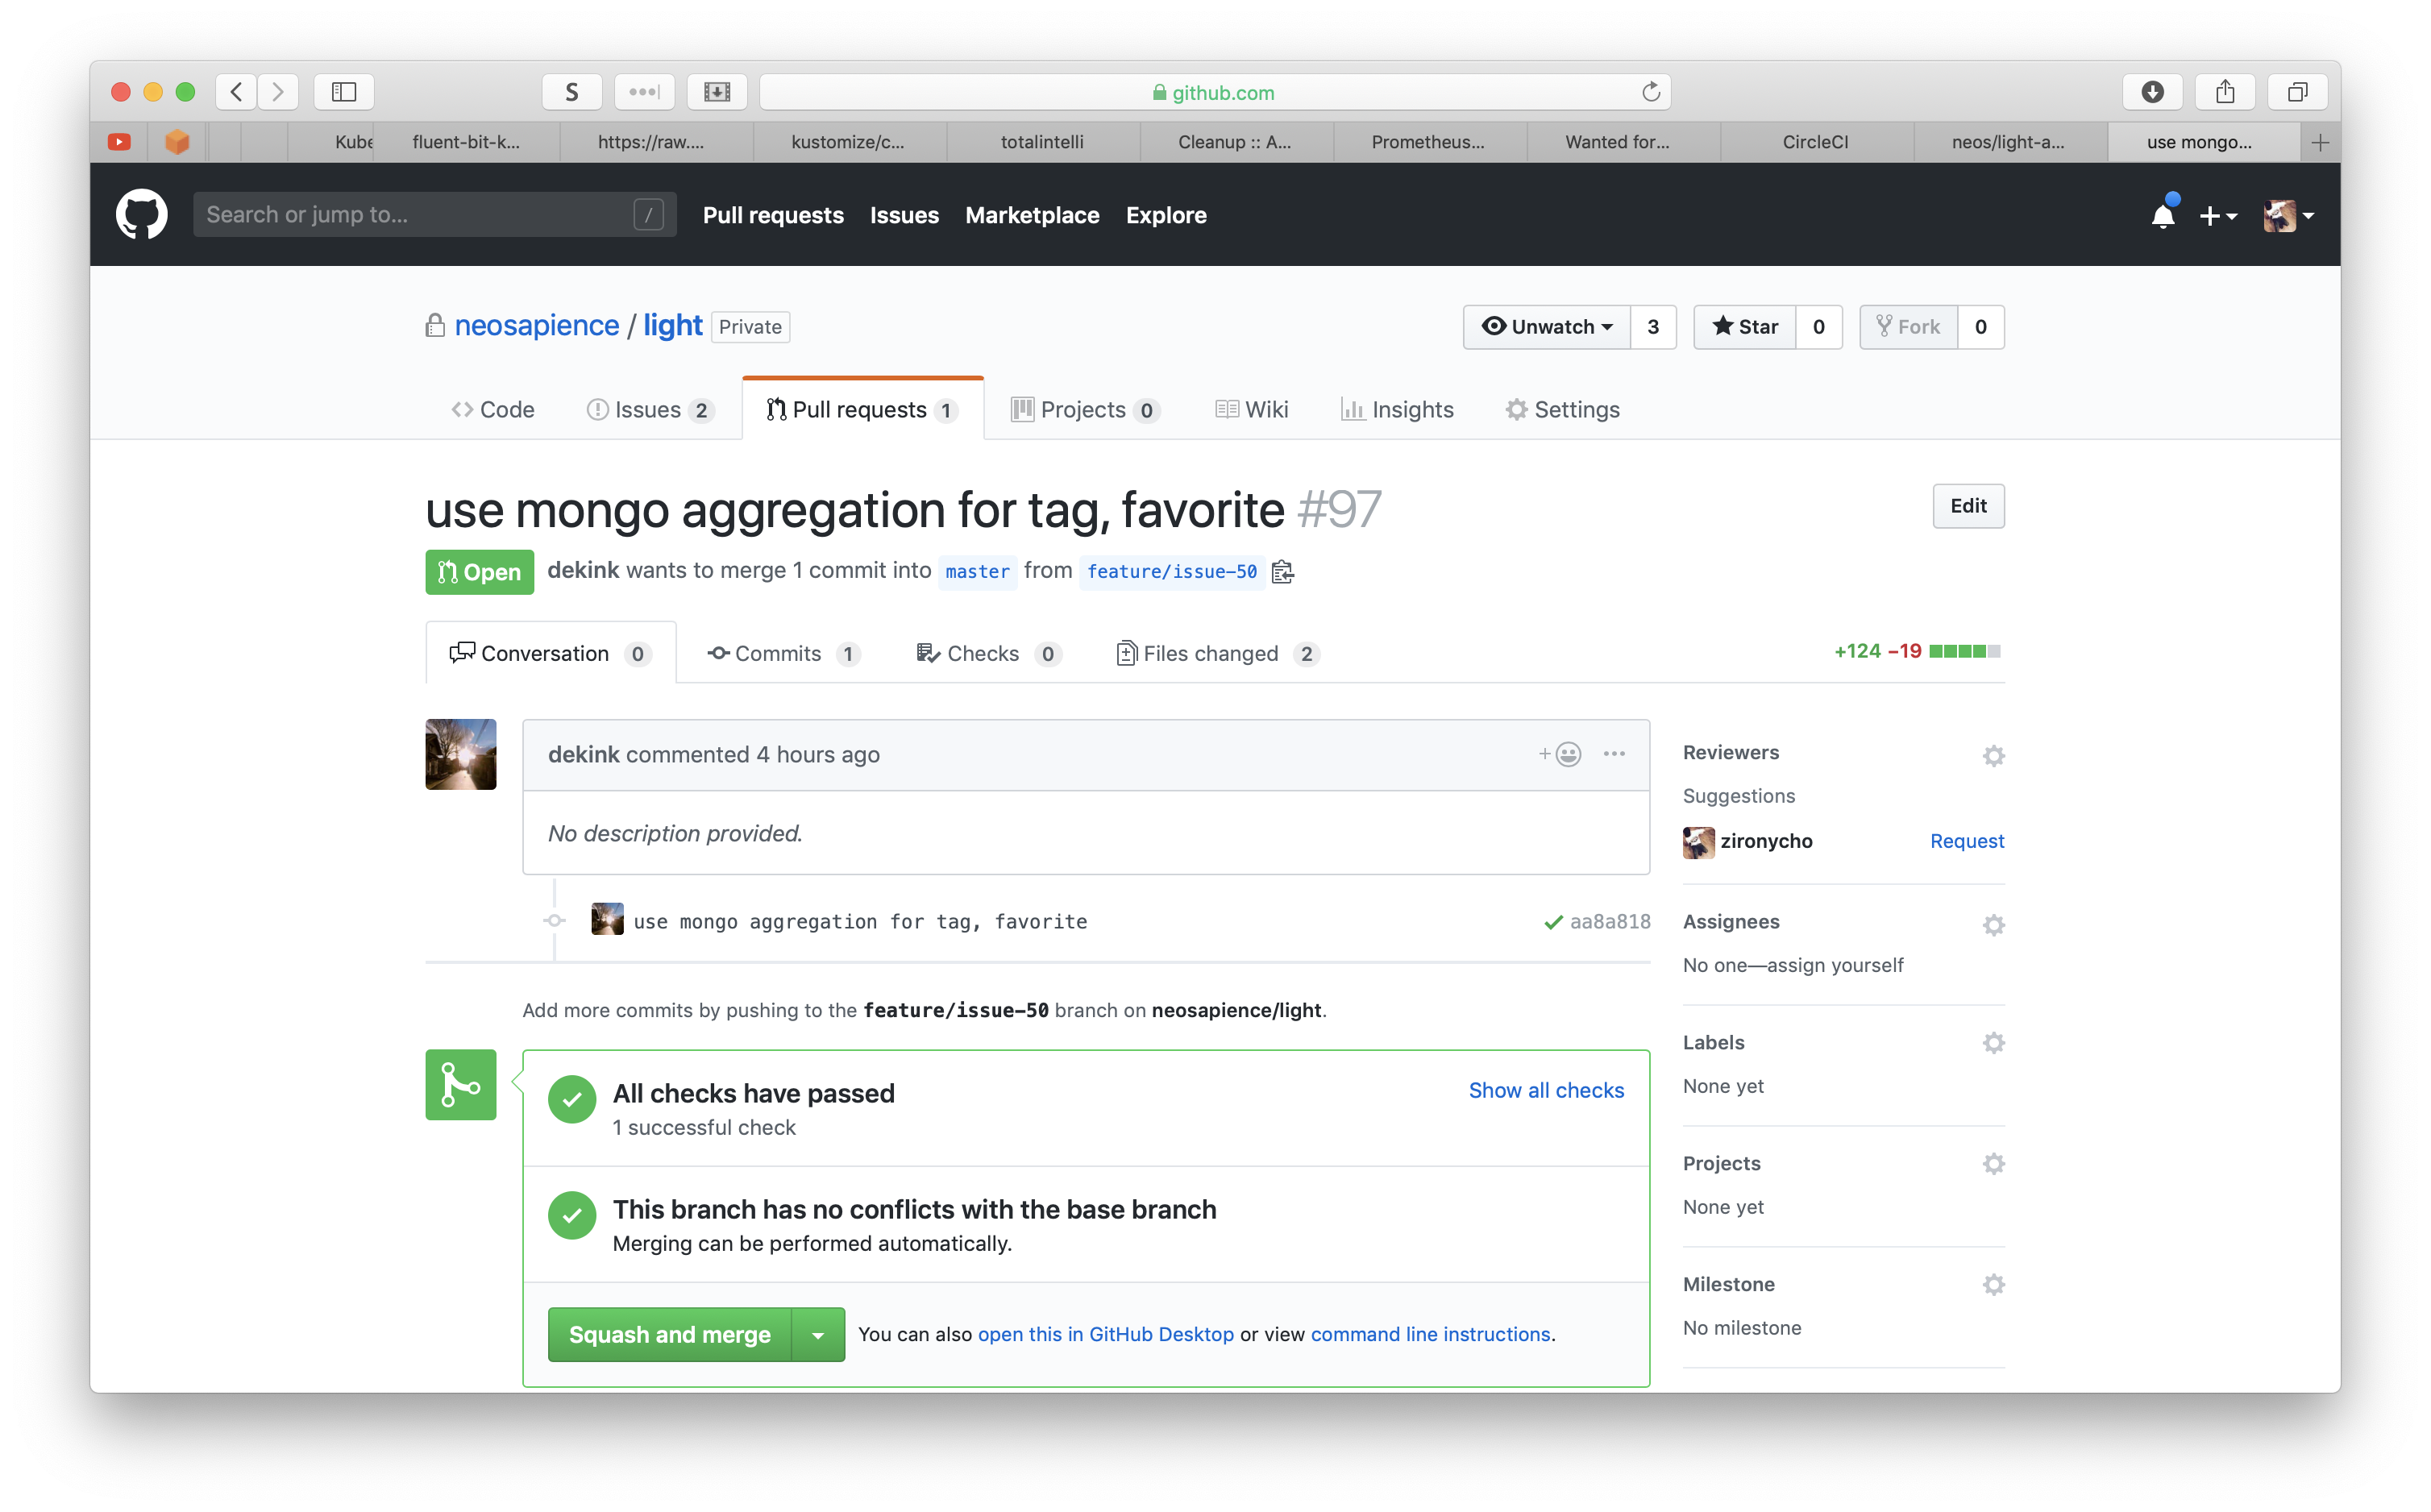 S
github.com
Kube fluent-bit-k... https://raw.... kustomize/c... totalintelli Cleanup :: A... Prometheus... Wanted for... CircleCI neos/light-a... use mongo...
Search or jump to... / Pull requests Issues Marketplace Explore
neosapience / light Private Unwatch 3 Star 0 Fork 0
Code Issues 2 Pull requests 1 Projects 0 Wiki Insights Settings
use mongo aggregation for tag, favorite #97 Edit
Open dekink wants to merge 1 commit into master from feature/issue-50
Conversation 0 Commits 1 Checks 0 Files changed 2 +124 −19
dekink commented 4 hours ago
No description provided.
use mongo aggregation for tag, favorite aa8a818
Add more commits by pushing to the feature/issue-50 branch on neosapience/light.
All checks have passed Show all checks
1 successful check
This branch has no conflicts with the base branch
Merging can be performed automatically.
Squash and merge You can also open this in GitHub Desktop or view command line instructions.
Reviewers
Suggestions
zironycho Request
Assignees
No one—assign yourself
Labels
None yet
Projects
None yet
Milestone
No milestone